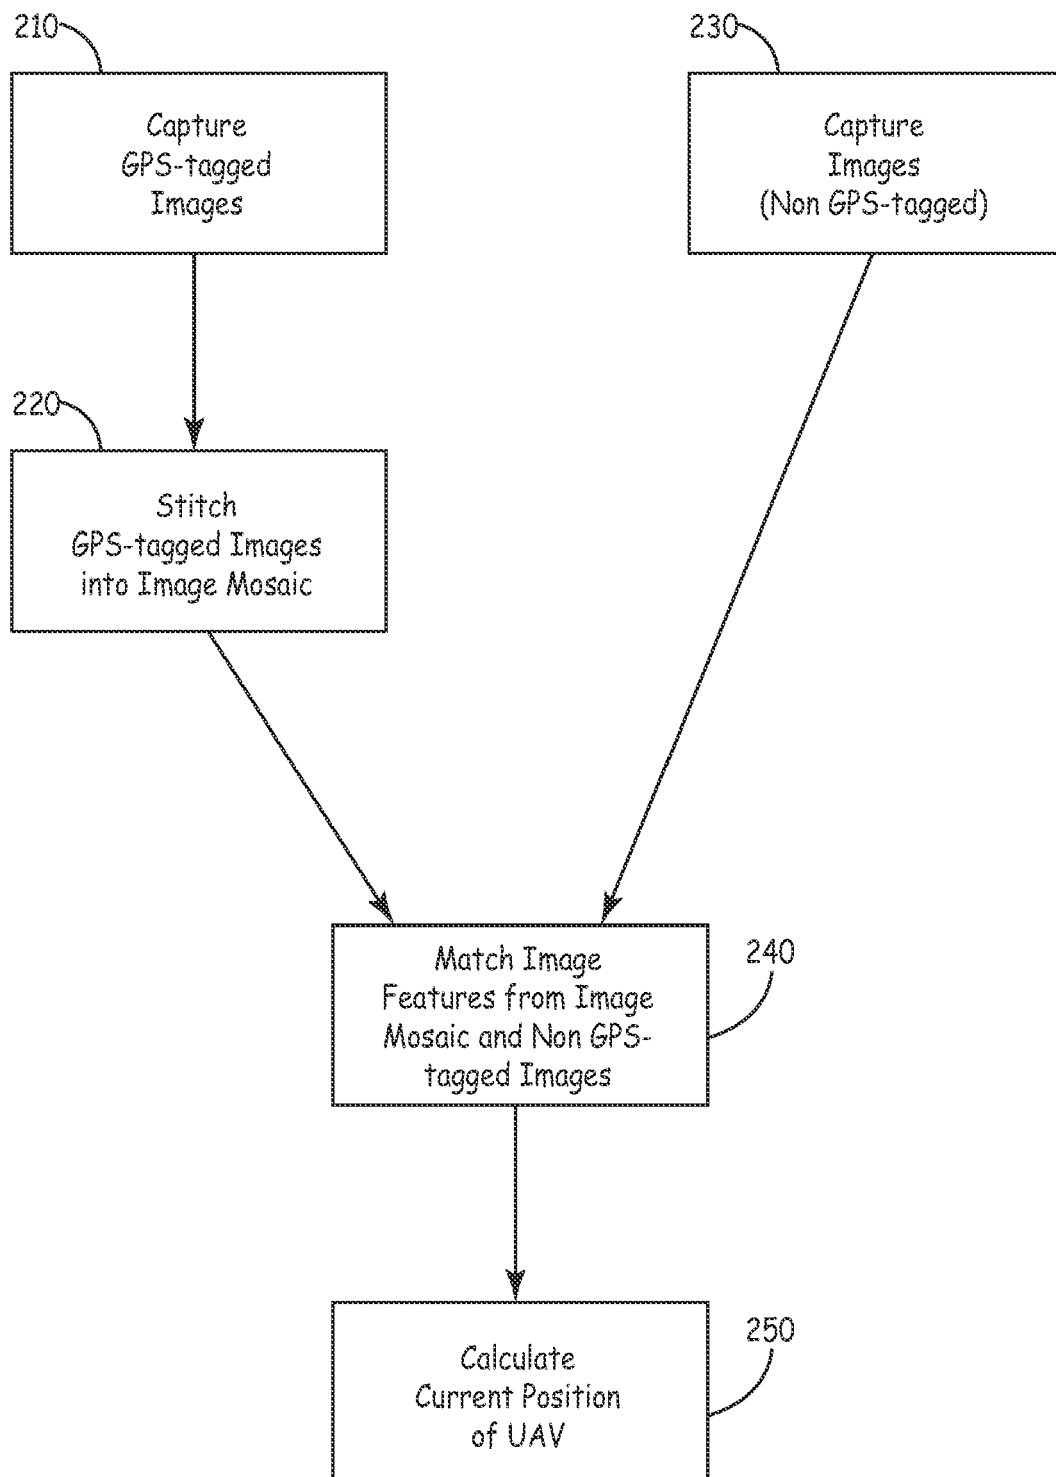 210
Capture
GPS-tagged
Images
230
Capture
Images
(Non GPS-tagged)
220
Stitch
GPS-tagged Images
into Image Mosaic
240
Match Image
Features from Image
Mosaic and Non GPS-
tagged Images
250
Calculate
Current Position
of UAV